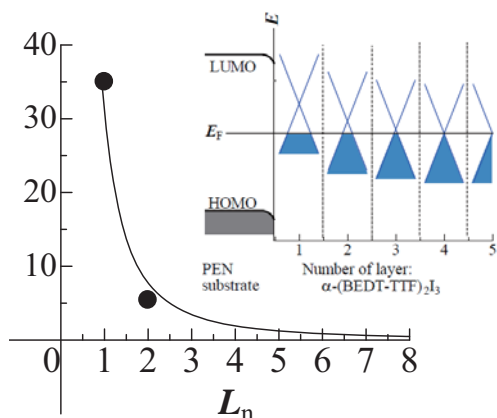 40
35
30
20
10
0
1
2
3
4
5
6
7
8
Ln
E
LUMO
EF
HOMO
1
2
3
4
5
PEN
substrate
Number of layer:
α-(BEDT-TTF)2I3